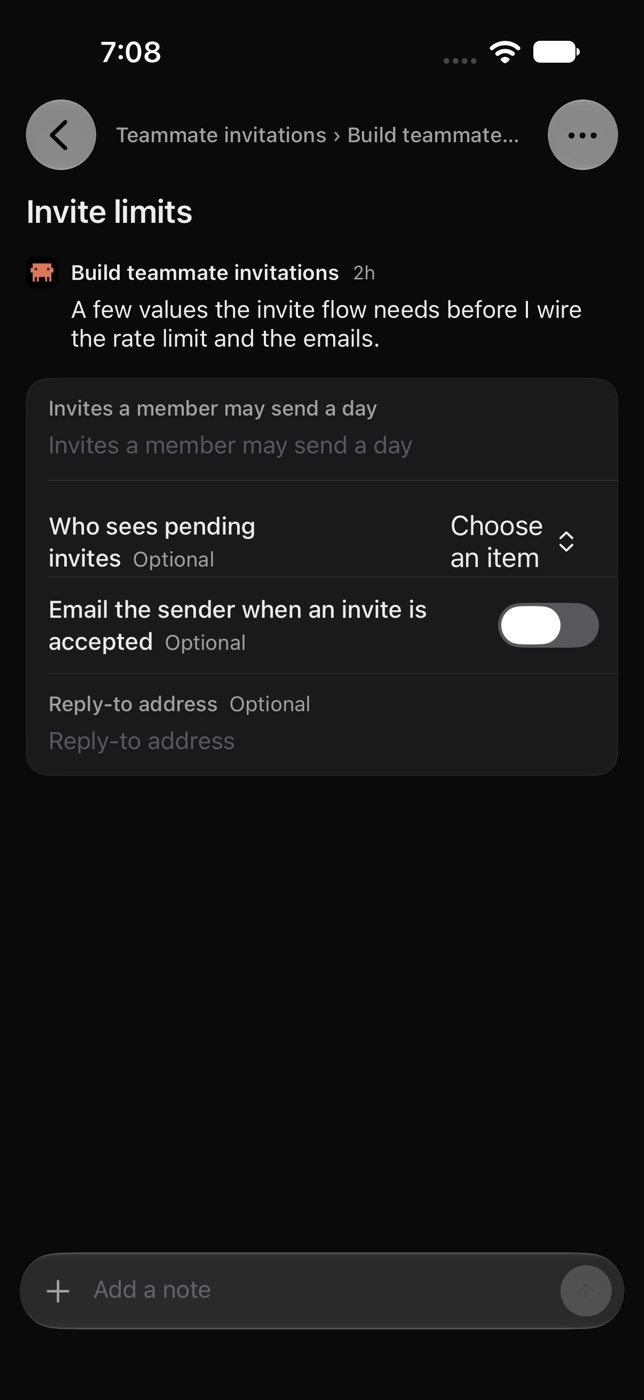 7:08
Teammate invitations › Build teammate...
Invite limits
Build teammate invitations 2h
A few values the invite flow needs before I wire
the rate limit and the emails.
Invites a member may send a day
Invites a member may send a day
Who sees pending
invites Optional
Choose
an item
Email the sender when an invite is
accepted Optional
Reply-to address Optional
Reply-to address
Add a note